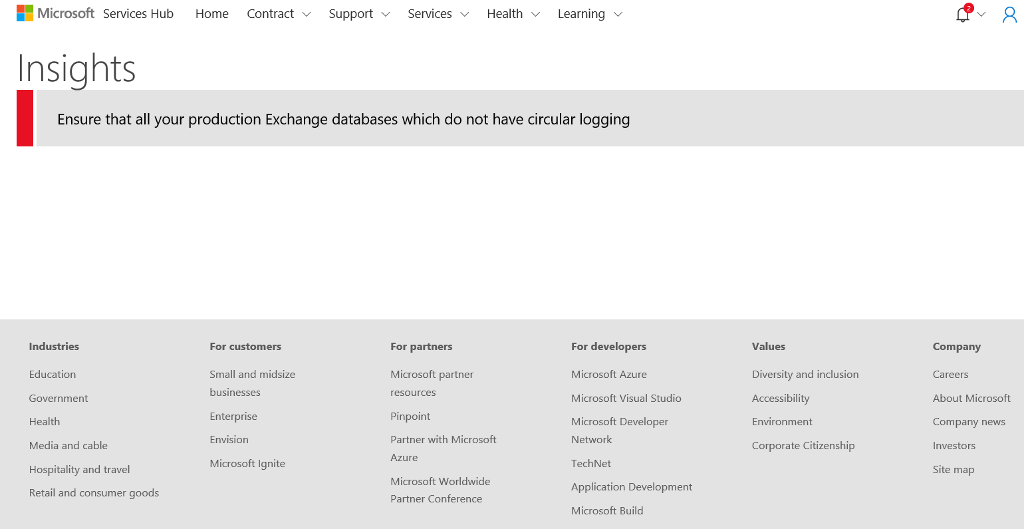 Microsoft Services Hub Home Contract Support Services Health Learning 2
Insights
Ensure that all your production Exchange databases which do not have circular logging
Industries
Education
Government
Health
Media and cable
Hospitality and travel
Retail and consumer goods
For customers
Small and midsize
businesses
Enterprise
Envision
Microsoft Ignite
For partners
Microsoft partner
resources
Pinpoint
Partner with Microsoft
Azure
Microsoft Worldwide
Partner Conference
For developers
Microsoft Azure
Microsoft Visual Studio
Microsoft Developer
Network
TechNet
Application Development
Microsoft Build
Values
Diversity and inclusion
Accessibility
Environment
Corporate Citizenship
Company
Careers
About Microsoft
Company news
Investors
Site map